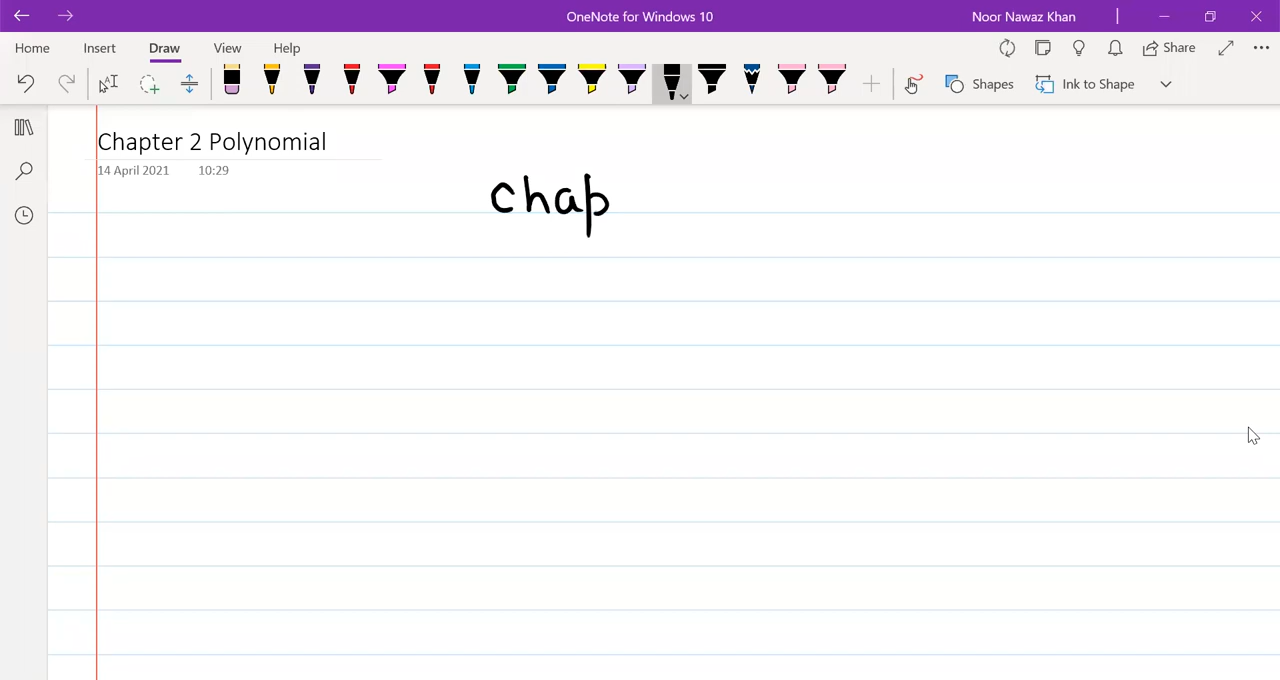 OneNote for Windows 10
Noor Nawaz Khan
Home Insert Draw View Help
Share
Shapes
Ink to Shape
Chapter 2 Polynomial
14 April 2021 10:29
chap